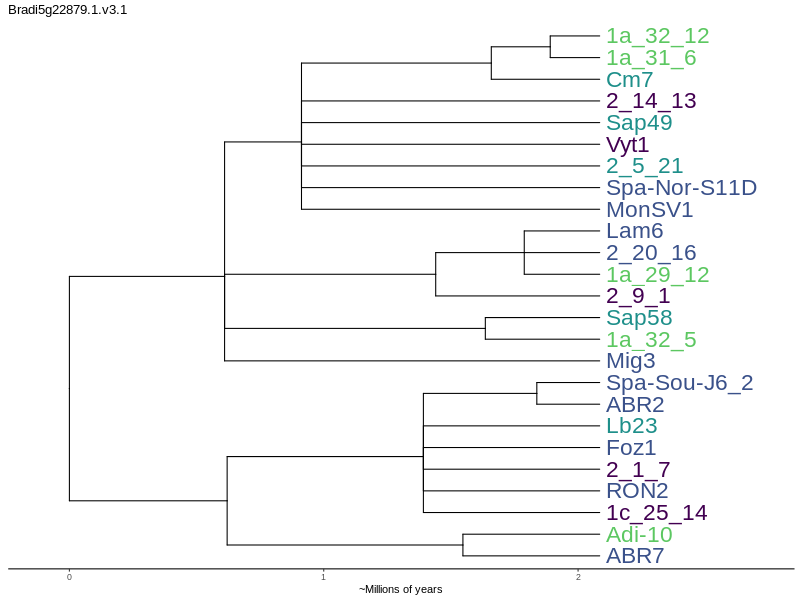 Bradi5g22879.1.v3.1
1a_32_12
1a_31_6
Cm7
2_14_13
Sap49
Vyt1
2_5_21
Spa-Nor-S11D
MonSV1
Lam6
2_20_16
1a_29_12
2_9_1
Sap58
1a_32_5
Mig3
Spa-Sou-J6_2
ABR2
Lb23
Foz1
2_1_7
RON2
1c_25_14
Adi-10
ABR7
0 1 2
~Millions of years